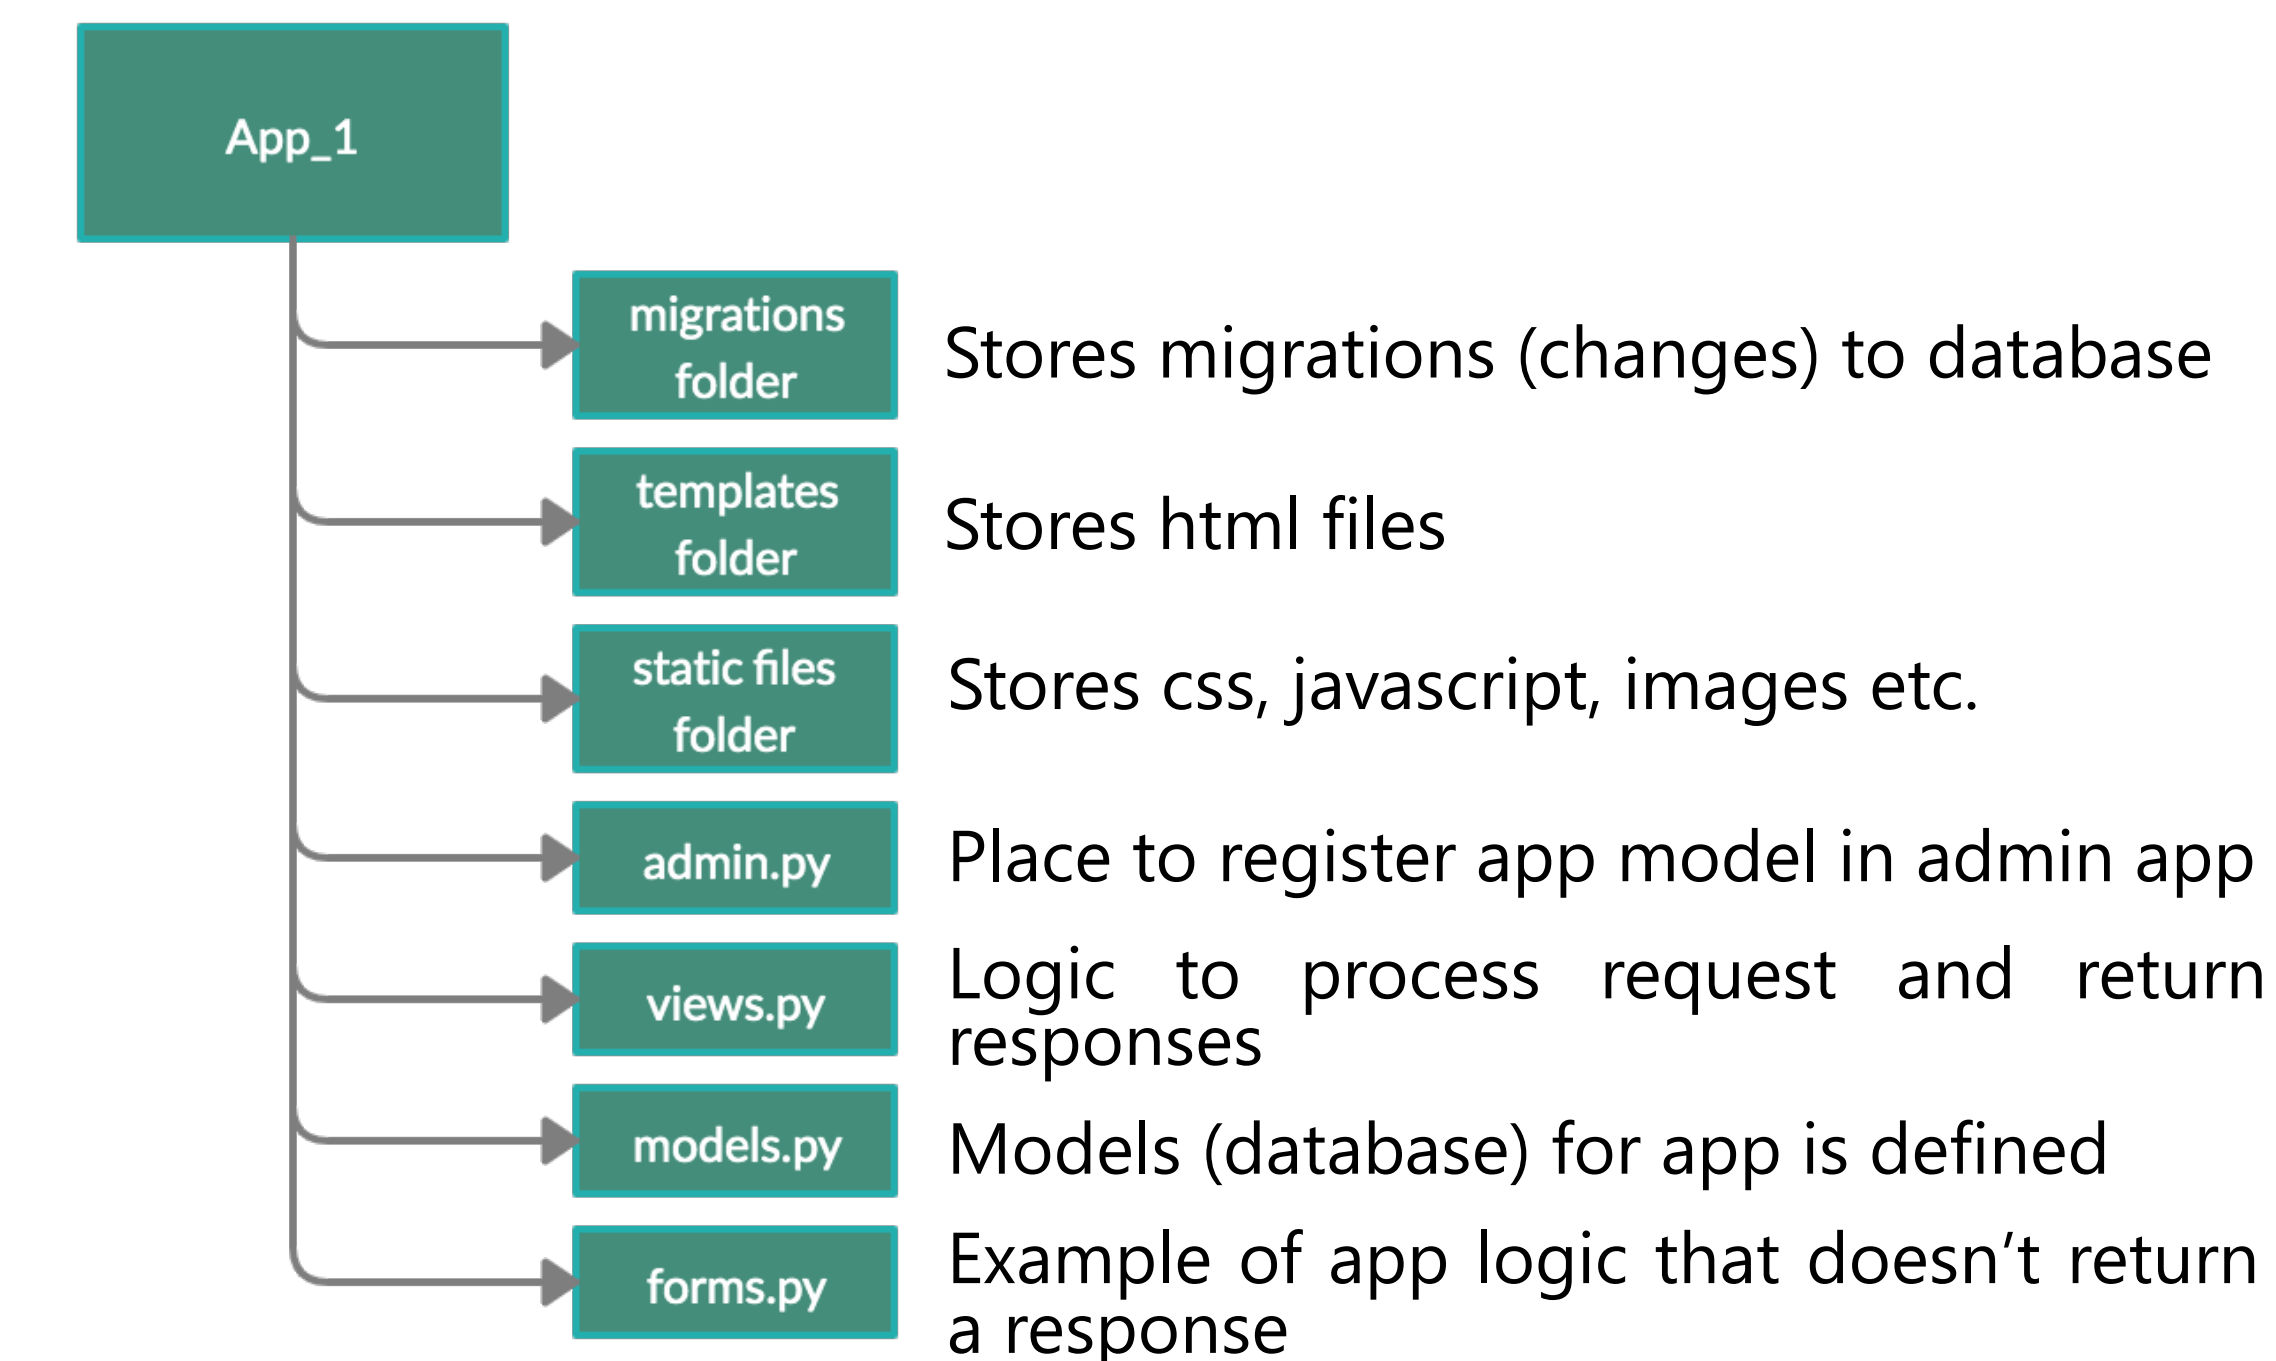 App_1
migrations
folder
Stores migrations (changes) to database
templates
folder
Stores html files
static files
folder
Stores css, javascript, images etc.
admin.py
Place to register app model in admin app
views.py
Logic to process request and return
responses
models.py
Models (database) for app is defined
forms.py
Example of app logic that doesn’t return
a response